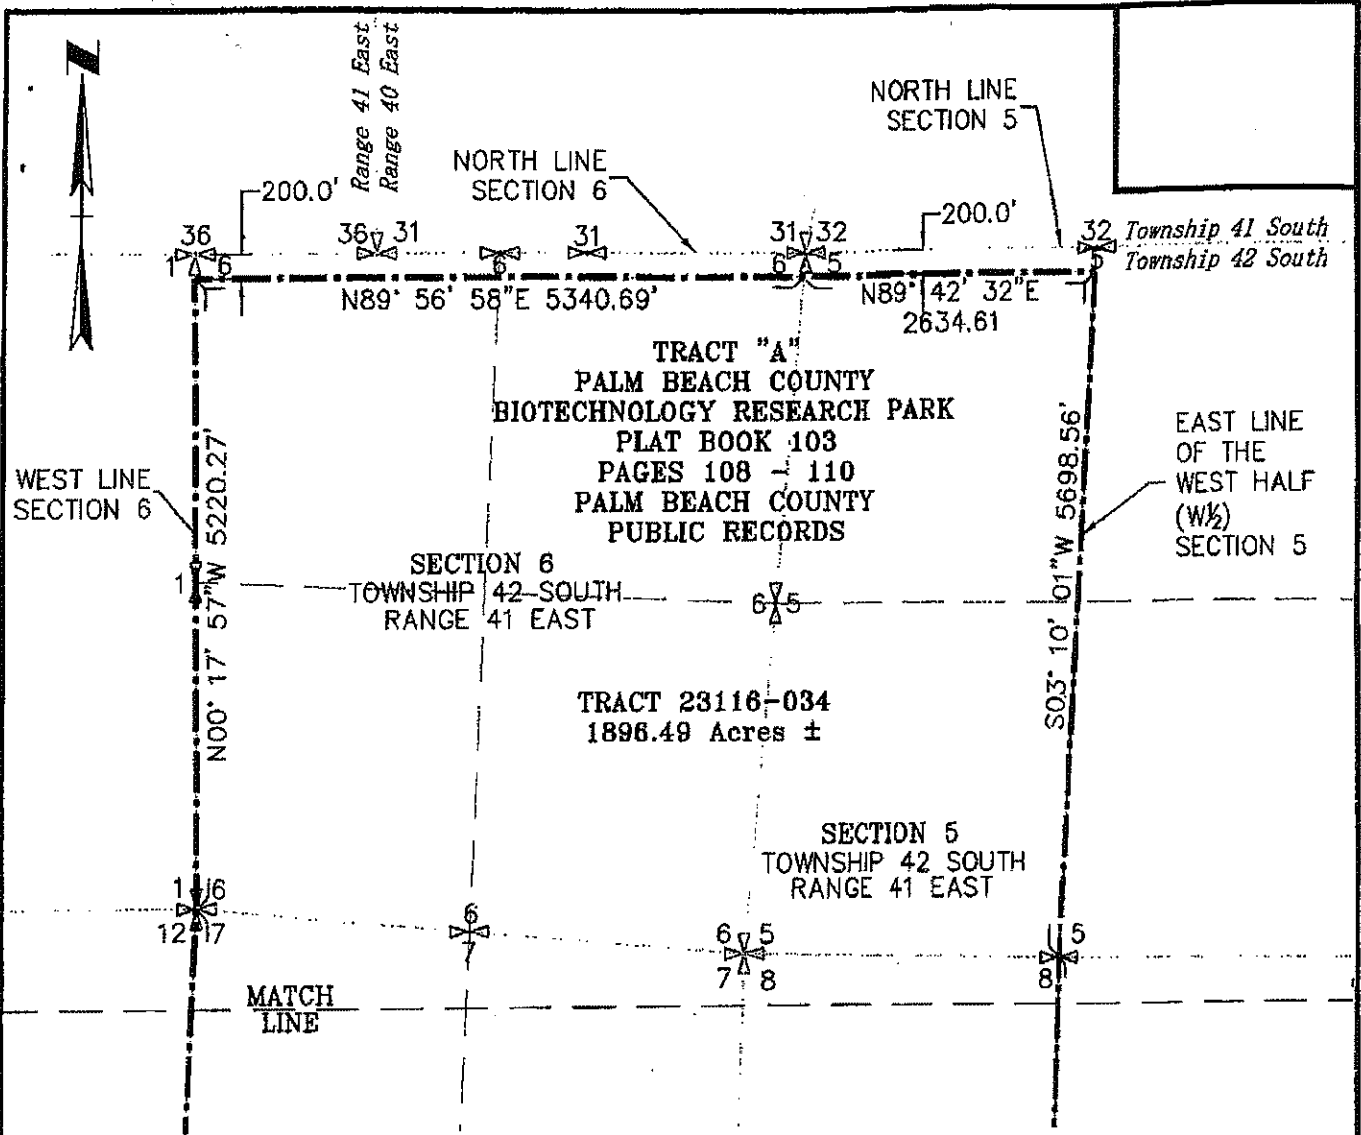 Range 41 East
Range 40 East
NORTH LINE
SECTION 5
NORTH LINE
SECTION 6
200.0'
200.0'
36
36 31
31
31 32
32
Township 41 South
1 6
6
6 5
5
Township 42 South
N89° 56' 58"E 5340.69'
N89° 42' 32"E
2634.61
TRACT "A"
PALM BEACH COUNTY
BIOTECHNOLOGY RESEARCH PARK
PLAT BOOK 103
PAGES 108 - 110
PALM BEACH COUNTY
PUBLIC RECORDS
WEST LINE
SECTION 6
N00° 17' 57"W 5220.27'
S03° 10' 01"W 5698.56'
EAST LINE
OF THE
WEST HALF
(W½)
SECTION 5
1
SECTION 6
TOWNSHIP 42 SOUTH
RANGE 41 EAST
6 5
TRACT 23116-034
1896.49 Acres ±
SECTION 5
TOWNSHIP 42 SOUTH
RANGE 41 EAST
1 6
12 7
6
7
6 5
7 8
5
8
MATCH
LINE